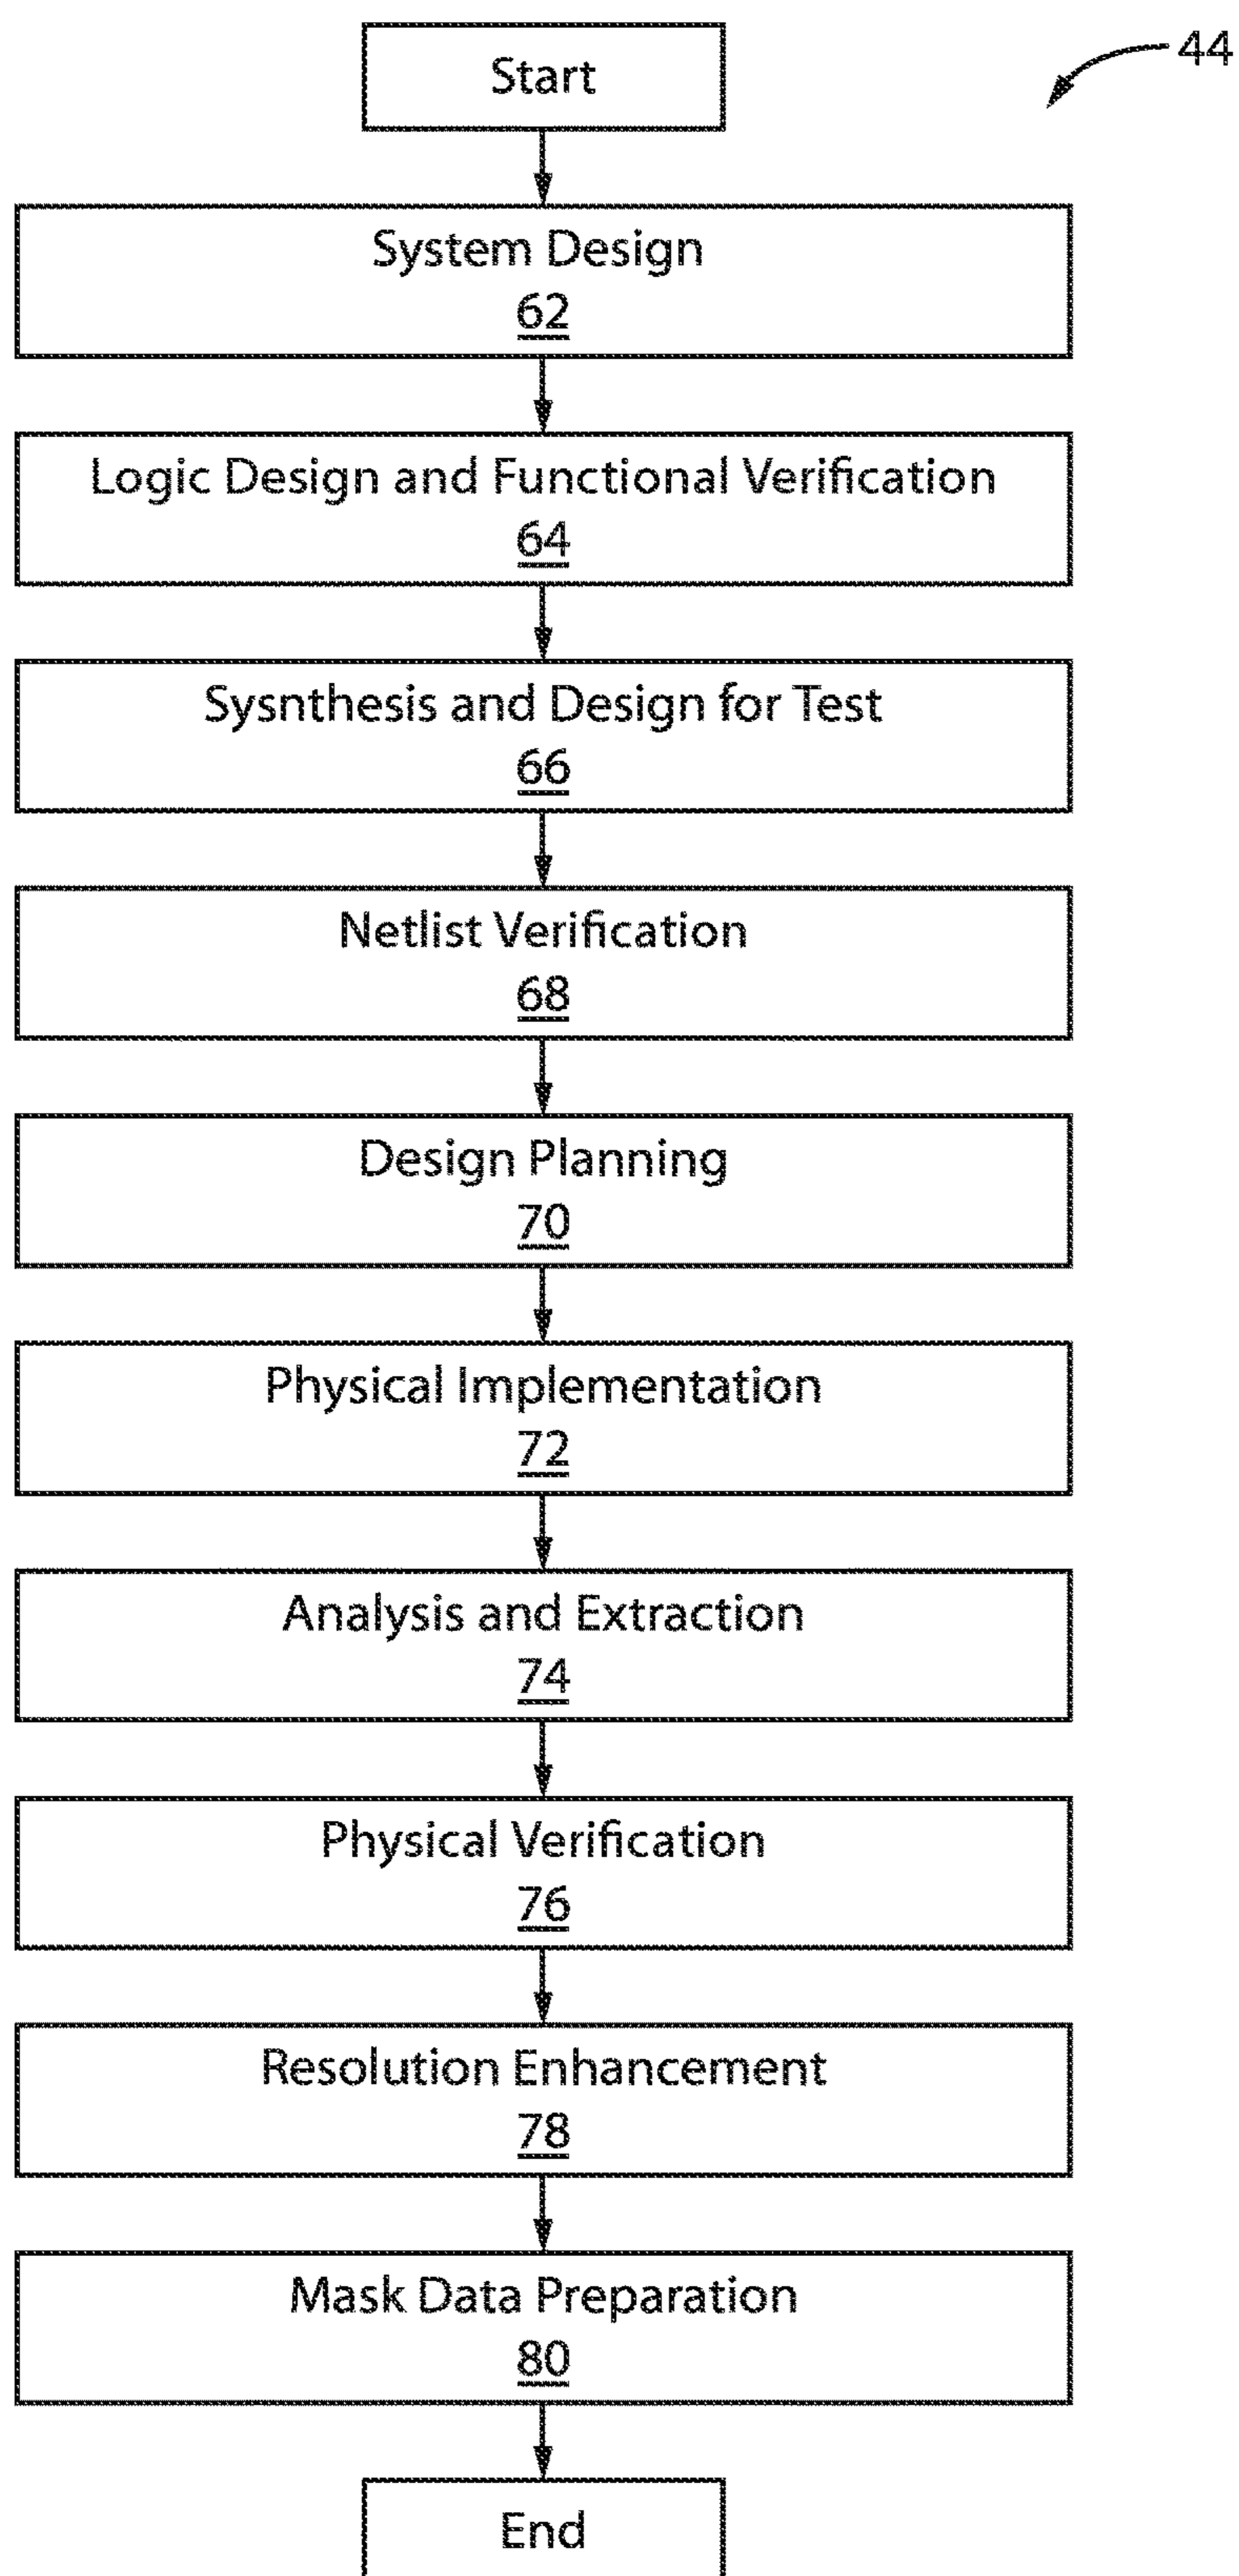 Start
44
System Design
62
Logic Design and Functional Verification
64
Sysnthesis and Design for Test
66
Netlist Verification
68
Design Planning
70
Physical Implementation
72
Analysis and Extraction
74
Physical Verification
76
Resolution Enhancement
78
Mask Data Preparation
80
End